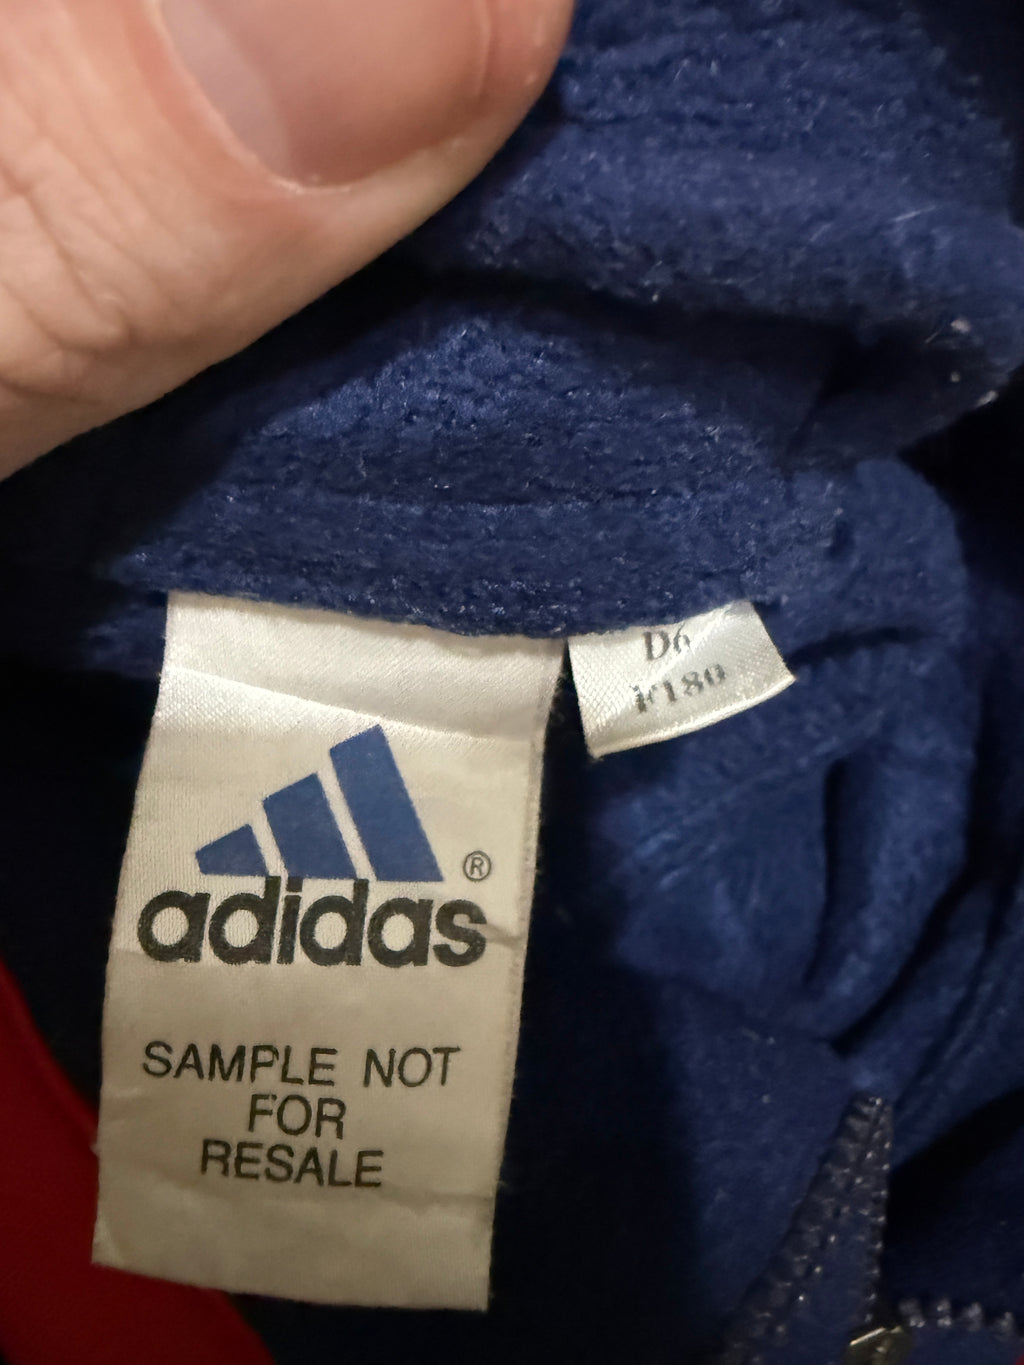 D6
F180
®
adidas
SAMPLE NOT
FOR
RESALE